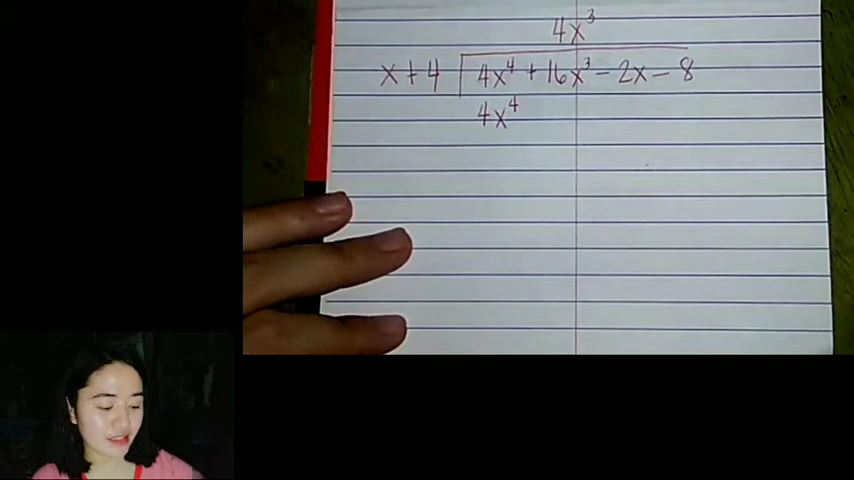 4x³
x + 4 4x⁴ + 16x³ - 2x - 8
4x⁴